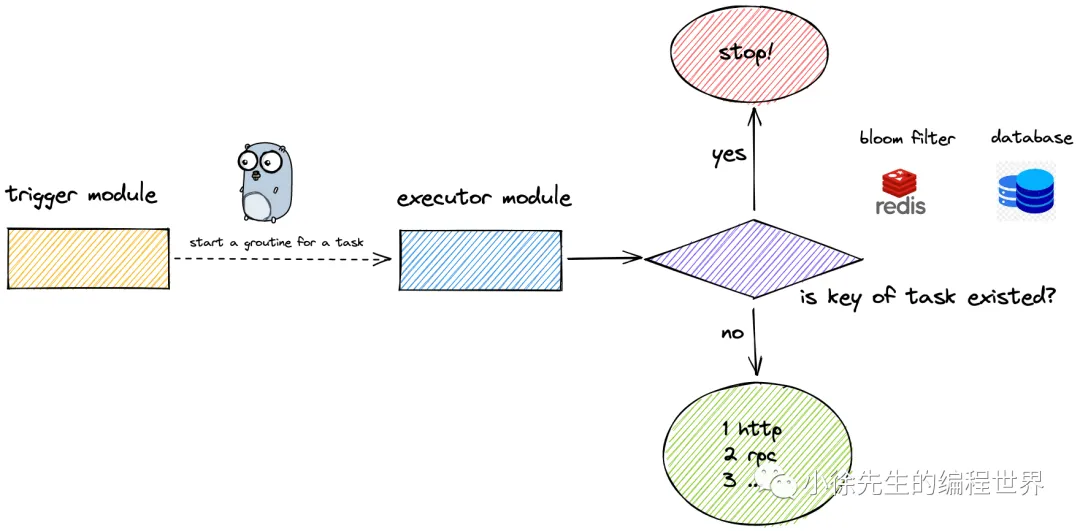 stop!
yes
bloom filter
database
redis
trigger module
executor module
start a groutine for a task
is key of task existed?
no
1 http
2 rpc
3 ..
小徐先生的编程世界